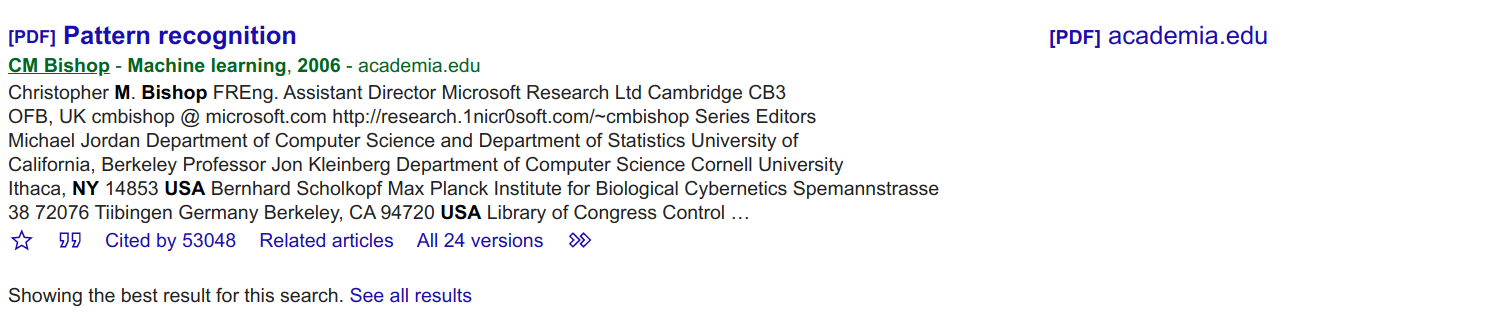 [PDF] Pattern recognition [PDF] academia.edu
CM Bishop - Machine learning, 2006 - academia.edu
Christopher M. Bishop FREng. Assistant Director Microsoft Research Ltd Cambridge CB3
OFB, UK cmbishop @ microsoft.com http://research.1nicr0soft.com/~cmbishop Series Editors
Michael Jordan Department of Computer Science and Department of Statistics University of
California, Berkeley Professor Jon Kleinberg Department of Computer Science Cornell University
Ithaca, NY 14853 USA Bernhard Scholkopf Max Planck Institute for Biological Cybernetics Spemannstrasse
38 72076 Tiibingen Germany Berkeley, CA 94720 USA Library of Congress Control …
Cited by 53048 Related articles All 24 versions
Showing the best result for this search. See all results